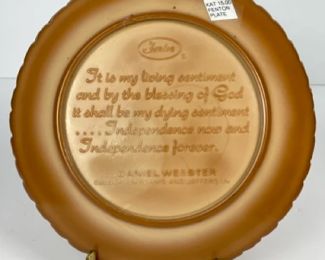 KAT 15.00
FENTON
PLATE
Fenton
It is my living sentiment
and by the blessing of God
it shall be my dying sentiment
....Independence now and
Independence forever.
DANIEL WEBSTER